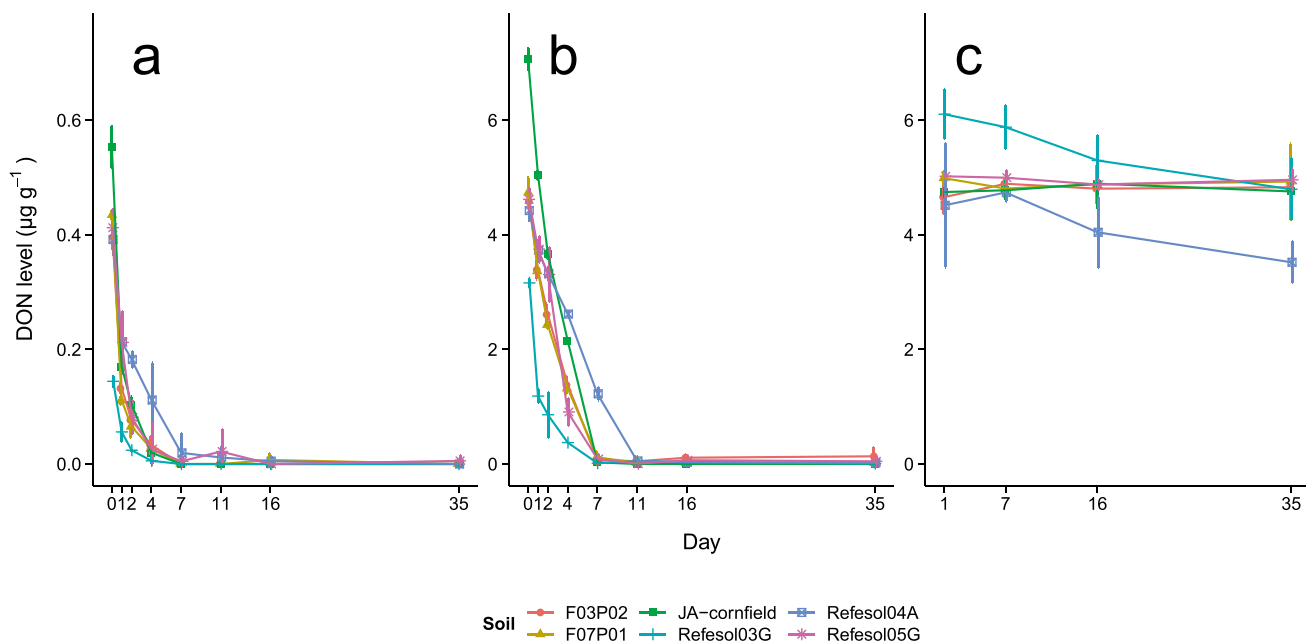 a b c
0.6 6 6
0.4 4 4
0.2 2 2
0.0 0 0
DON level (µg g⁻¹)
0 1 2 4 7 11 16 35 0 1 2 4 7 11 16 35 1 7 16 35
Day
Soil
F03P02 JA−cornfield Refesol04A
F07P01 Refesol03G Refesol05G